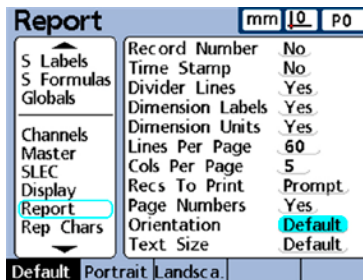 Report mm |0 P0
S Labels
S Formulas
Globals
Channels
Master
SLEC
Display
Report
Rep Chars
Record Number No
Time Stamp No
Divider Lines Yes
Dimension Labels Yes
Dimension Units Yes
Lines Per Page 60
Cols Per Page 5
Recs To Print Prompt
Page Numbers Yes
Orientation Default
Text Size Default
Default Portrait Landsca.